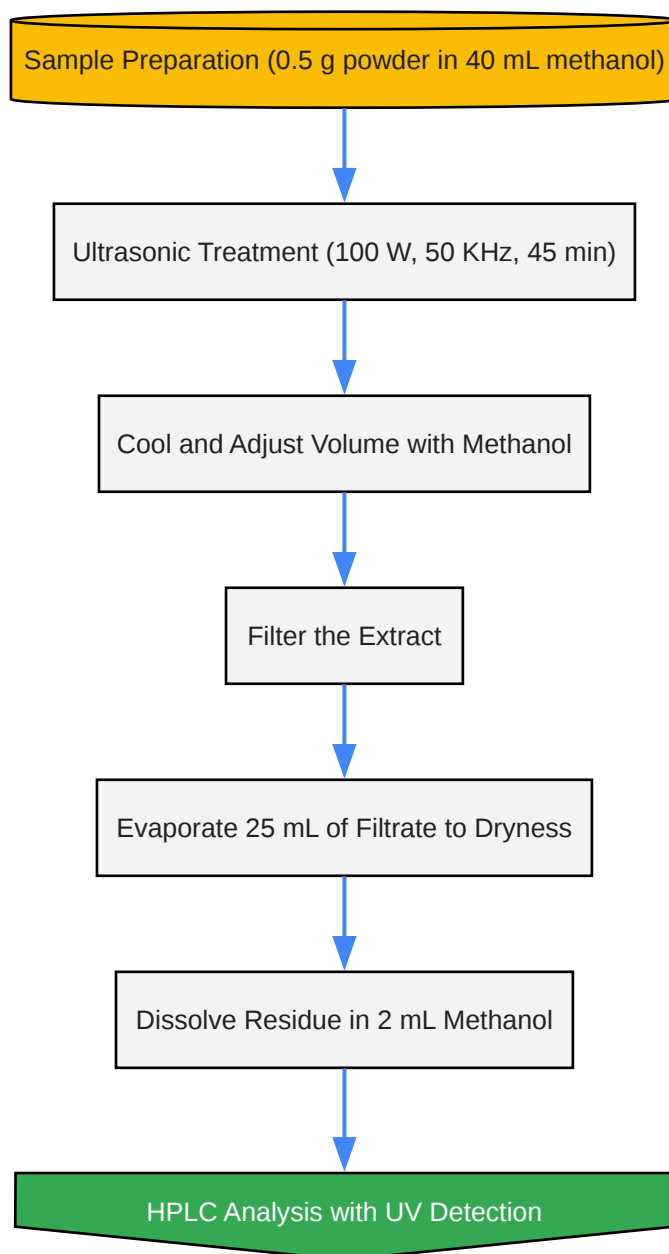 Sample Preparation (0.5 g powder in 40 mL methanol)
Ultrasonic Treatment (100 W, 50 KHz, 45 min)
Cool and Adjust Volume with Methanol
Filter the Extract
Evaporate 25 mL of Filtrate to Dryness
Dissolve Residue in 2 mL Methanol
HPLC Analysis with UV Detection